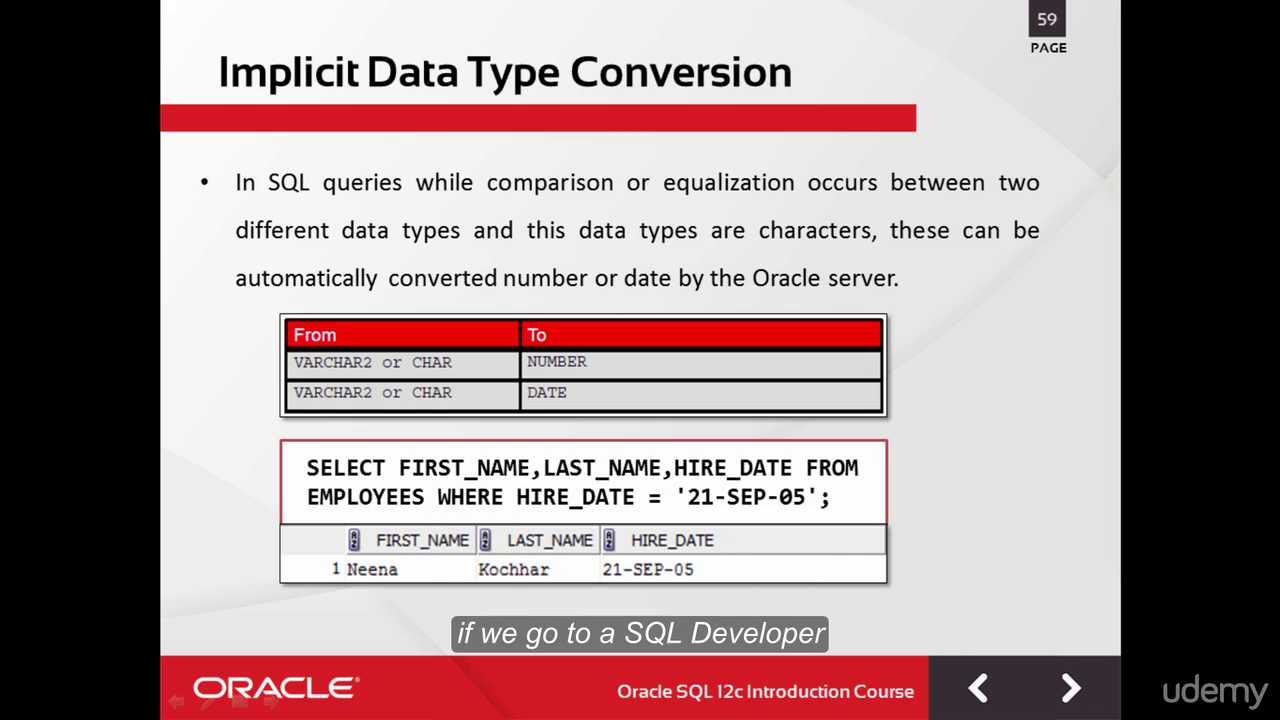 59
PAGE
Implicit Data Type Conversion
• In SQL queries while comparison or equalization occurs between two
different data types and this data types are characters, these can be
automatically converted number or date by the Oracle server.
From To
VARCHAR2 or CHAR NUMBER
VARCHAR2 or CHAR DATE
SELECT FIRST_NAME,LAST_NAME,HIRE_DATE FROM
EMPLOYEES WHERE HIRE_DATE = '21-SEP-05';
FIRST_NAME LAST_NAME HIRE_DATE
1 Neena Kochhar 21-SEP-05
if we go to a SQL Developer
ORACLE® Oracle SQL 12c Introduction Course
udemy